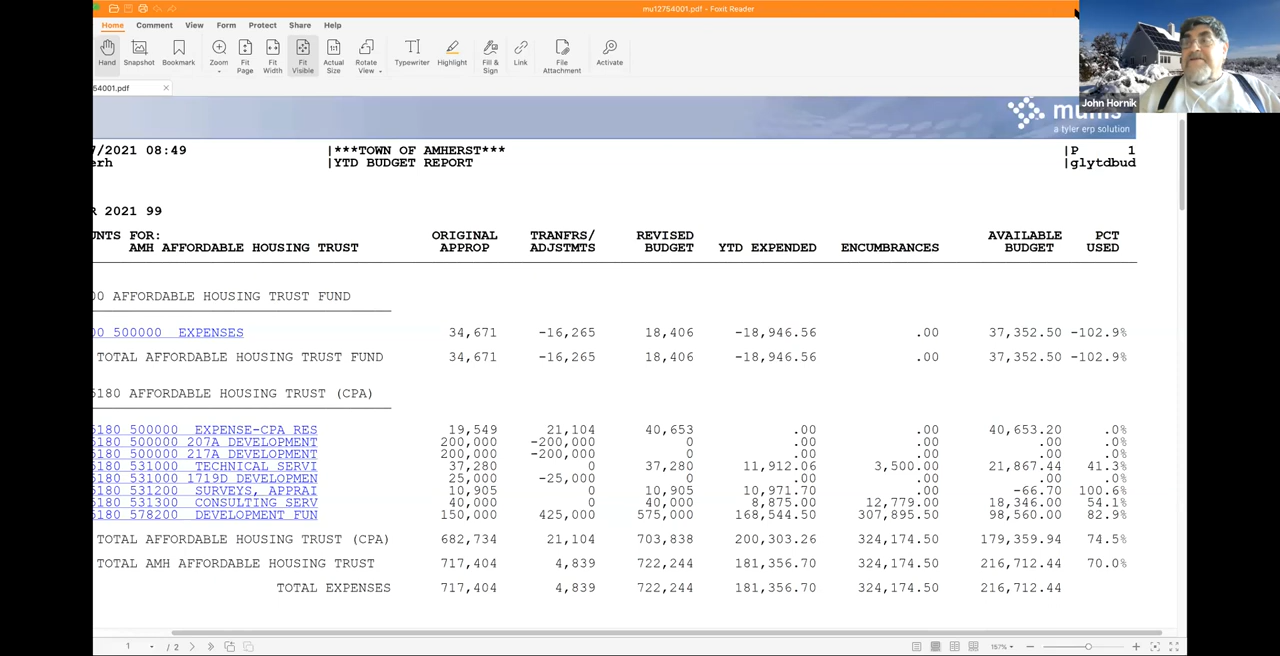 mu12754001.pdf - Foxit Reader
Home Comment View Form Protect Share Help
Hand Snapshot Bookmark Zoom Fit Page Fit Width Fit Visible Actual Size Rotate View Typewriter Highlight Fill & Sign Link File Attachment Activate
54001.pdf ×
John Hornik
munis
a tyler erp solution
7/2021 08:49 |***TOWN OF AMHERST*** |P 1
erh |YTD BUDGET REPORT |glytdbud
R 2021 99
UNTS FOR: ORIGINAL TRANFRS/ REVISED AVAILABLE PCT
AMH AFFORDABLE HOUSING TRUST APPROP ADJSTMTS BUDGET YTD EXPENDED ENCUMBRANCES BUDGET USED
00 AFFORDABLE HOUSING TRUST FUND
00 500000 EXPENSES 34,671 -16,265 18,406 -18,946.56 .00 37,352.50 -102.9%
TOTAL AFFORDABLE HOUSING TRUST FUND 34,671 -16,265 18,406 -18,946.56 .00 37,352.50 -102.9%
5180 AFFORDABLE HOUSING TRUST (CPA)
5180 500000 EXPENSE-CPA RES 19,549 21,104 40,653 .00 .00 40,653.20 .0%
5180 500000 207A DEVELOPMENT 200,000 -200,000 0 .00 .00 .00 .0%
5180 500000 217A DEVELOPMENT 200,000 -200,000 0 .00 .00 .00 .0%
5180 531000 TECHNICAL SERVI 37,280 0 37,280 11,912.06 3,500.00 21,867.44 41.3%
5180 531000 1719D DEVELOPMEN 25,000 -25,000 0 .00 .00 .00 .0%
5180 531200 SURVEYS, APPRAI 10,905 0 10,905 10,971.70 .00 -66.70 100.6%
5180 531300 CONSULTING SERV 40,000 0 40,000 8,875.00 12,779.00 18,346.00 54.1%
5180 578200 DEVELOPMENT FUN 150,000 425,000 575,000 168,544.50 307,895.50 98,560.00 82.9%
TOTAL AFFORDABLE HOUSING TRUST (CPA) 682,734 21,104 703,838 200,303.26 324,174.50 179,359.94 74.5%
TOTAL AMH AFFORDABLE HOUSING TRUST 717,404 4,839 722,244 181,356.70 324,174.50 216,712.44 70.0%
TOTAL EXPENSES 717,404 4,839 722,244 181,356.70 324,174.50 216,712.44
1 / 2 157%